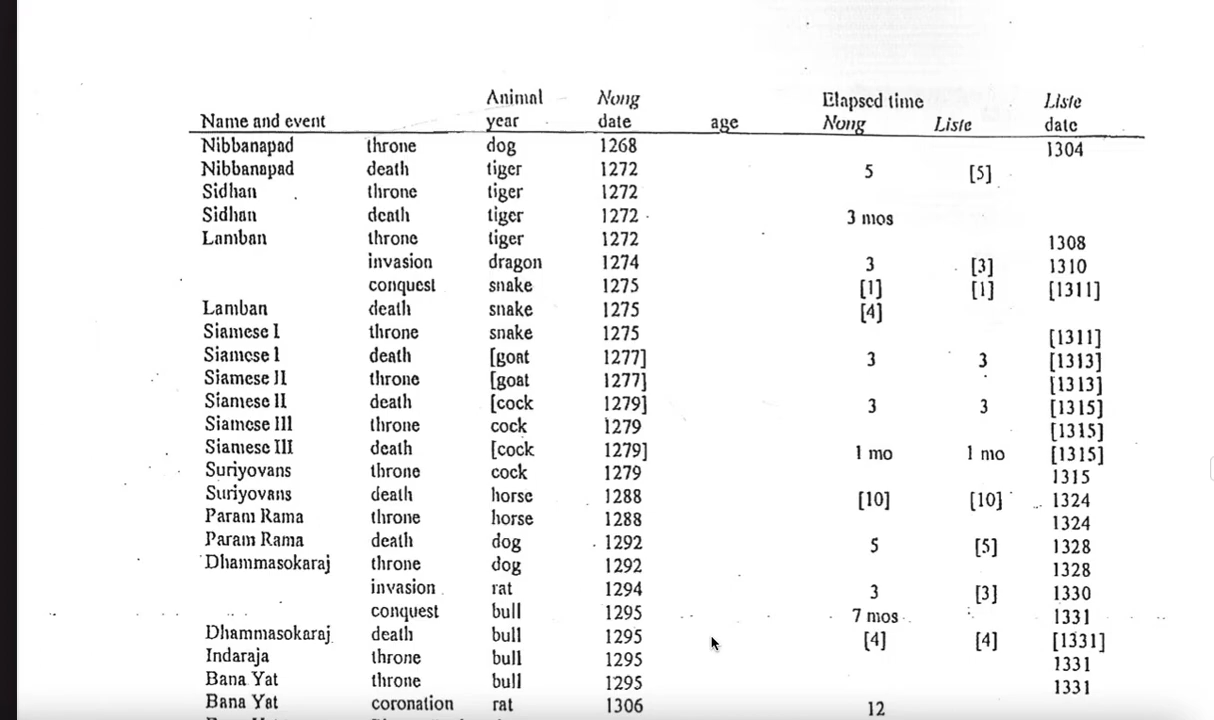 Animal Nong Elapsed time Liste
Name and event year date age Nong Liste date
Nibbanapad throne dog 1268 1304
Nibbanapad death tiger 1272 5 [5]
Sidhan throne tiger 1272
Sidhan death tiger 1272 3 mos
Lamban throne tiger 1272 1308
invasion dragon 1274 3 [3] 1310
conquest snake 1275 [1] [1] [1311]
Lamban death snake 1275 [4]
Siamese I throne snake 1275 [1311]
Siamese I death [goat 1277] 3 3 [1313]
Siamese II throne [goat 1277] [1313]
Siamese II death [cock 1279] 3 3 [1315]
Siamese III throne cock 1279 [1315]
Siamese III death [cock 1279] 1 mo 1 mo [1315]
Suriyovans throne cock 1279 1315
Suriyovans death horse 1288 [10] [10] 1324
Param Rama throne horse 1288 1324
Param Rama death dog 1292 5 [5] 1328
Dhammasokaraj throne dog 1292 1328
invasion rat 1294 3 [3] 1330
conquest bull 1295 7 mos 1331
Dhammasokaraj death bull 1295 [4] [4] [1331]
Indaraja throne bull 1295 1331
Bana Yat throne bull 1295 1331
Bana Yat coronation rat 1306 12